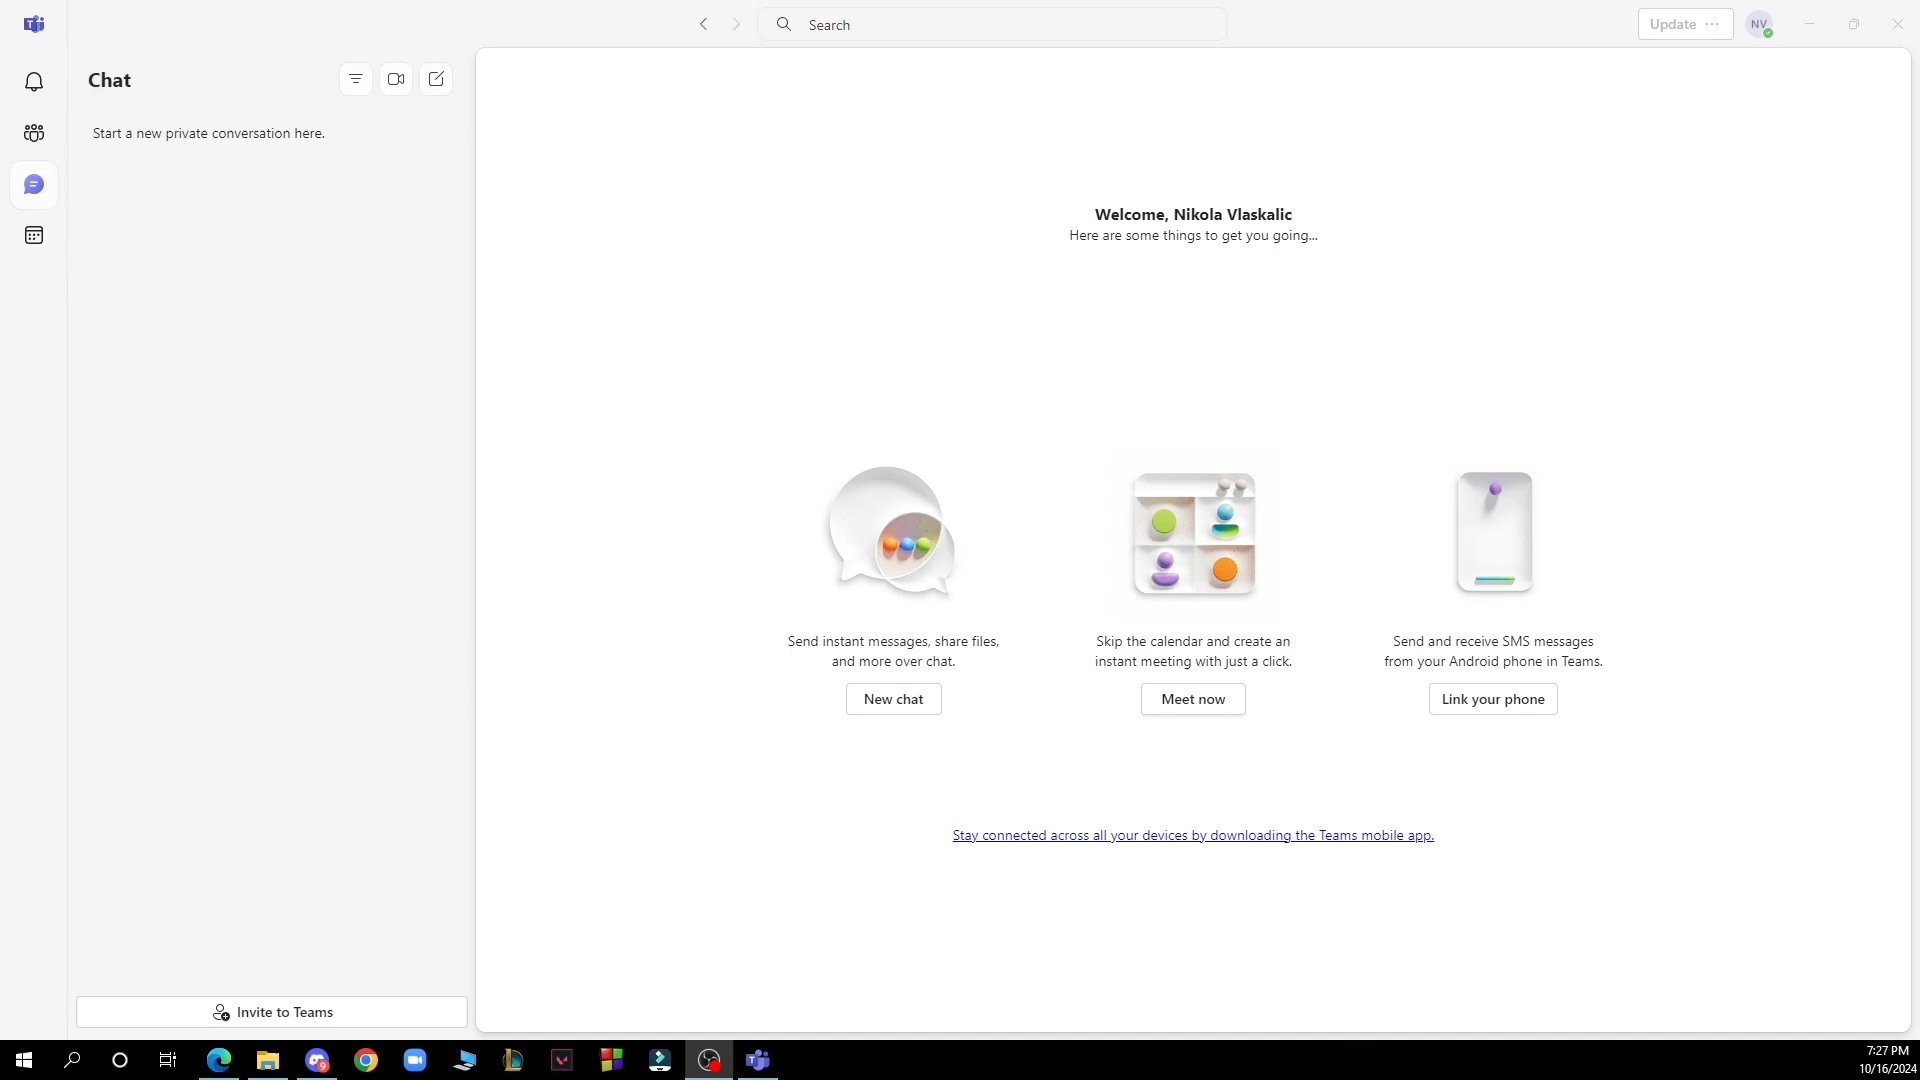 Search
Update ...
NV
Chat
Start a new private conversation here.
Welcome, Nikola Vlaskalic
Here are some things to get you going...
Send instant messages, share files,
and more over chat.
New chat
Skip the calendar and create an
instant meeting with just a click.
Meet now
Send and receive SMS messages
from your Android phone in Teams.
Link your phone
Stay connected across all your devices by downloading the Teams mobile app.
Invite to Teams
9
7:27 PM
10/16/2024